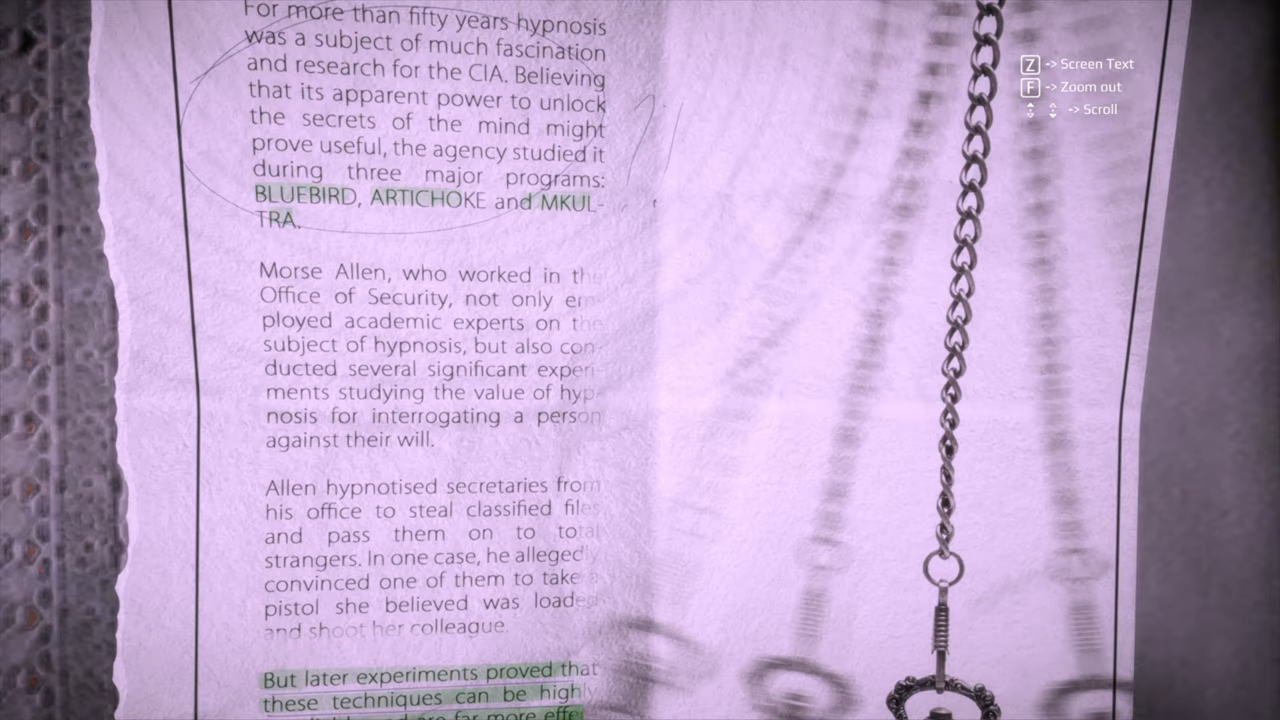 For more than fifty years hypnosis
was a subject of much fascination
and research for the CIA. Believing
that its apparent power to unlock
the secrets of the mind might
prove useful, the agency studied it
during three major programs:
BLUEBIRD, ARTICHOKE and MKUL-
TRA.
Morse Allen, who worked in the
Office of Security, not only em-
ployed academic experts on the
subject of hypnosis, but also con-
ducted several significant experi-
ments studying the value of hyp-
nosis for interrogating a person
against their will.
Allen hypnotised secretaries from
his office to steal classified files
and pass them on to total
strangers. In one case, he allegedly
convinced one of them to take a
pistol she believed was loaded
and shoot her colleague.
But later experiments proved that
these techniques can be highly
are far more effe
Z -> Screen Text
F -> Zoom out
-> Scroll